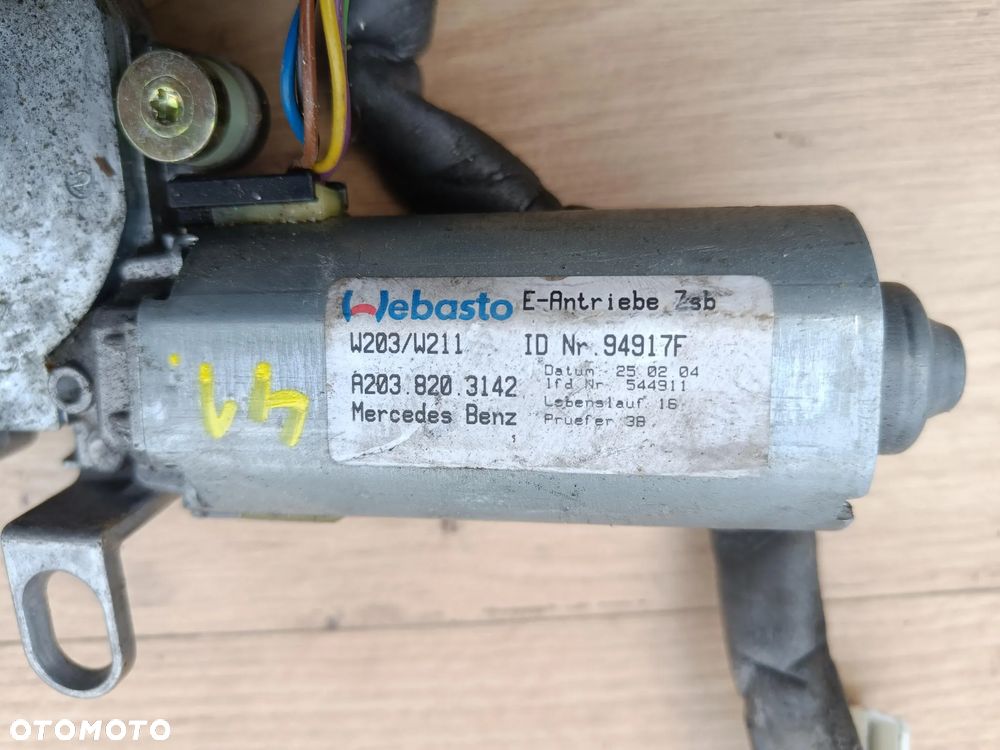 Webasto E-Antriebe Zsb
W203/W211 ID Nr.94917F
A203.820.3142 Datum 25 02 04
lfd Nr. 544911
Mercedes Benz Lebenslauf 16
Pruefer 38
41.
OTOMOTO